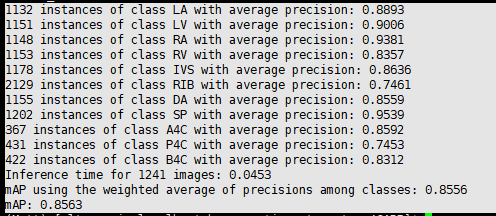 1132 instances of class LA with average precision: 0.8893
1151 instances of class LV with average precision: 0.9006
1148 instances of class RA with average precision: 0.9381
1153 instances of class RV with average precision: 0.8357
1178 instances of class IVS with average precision: 0.8636
2129 instances of class RIB with average precision: 0.7461
1155 instances of class DA with average precision: 0.8559
1202 instances of class SP with average precision: 0.9539
367 instances of class A4C with average precision: 0.8592
431 instances of class P4C with average precision: 0.7453
422 instances of class B4C with average precision: 0.8312
Inference time for 1241 images: 0.0453
mAP using the weighted average of precisions among classes: 0.8556
mAP: 0.8563